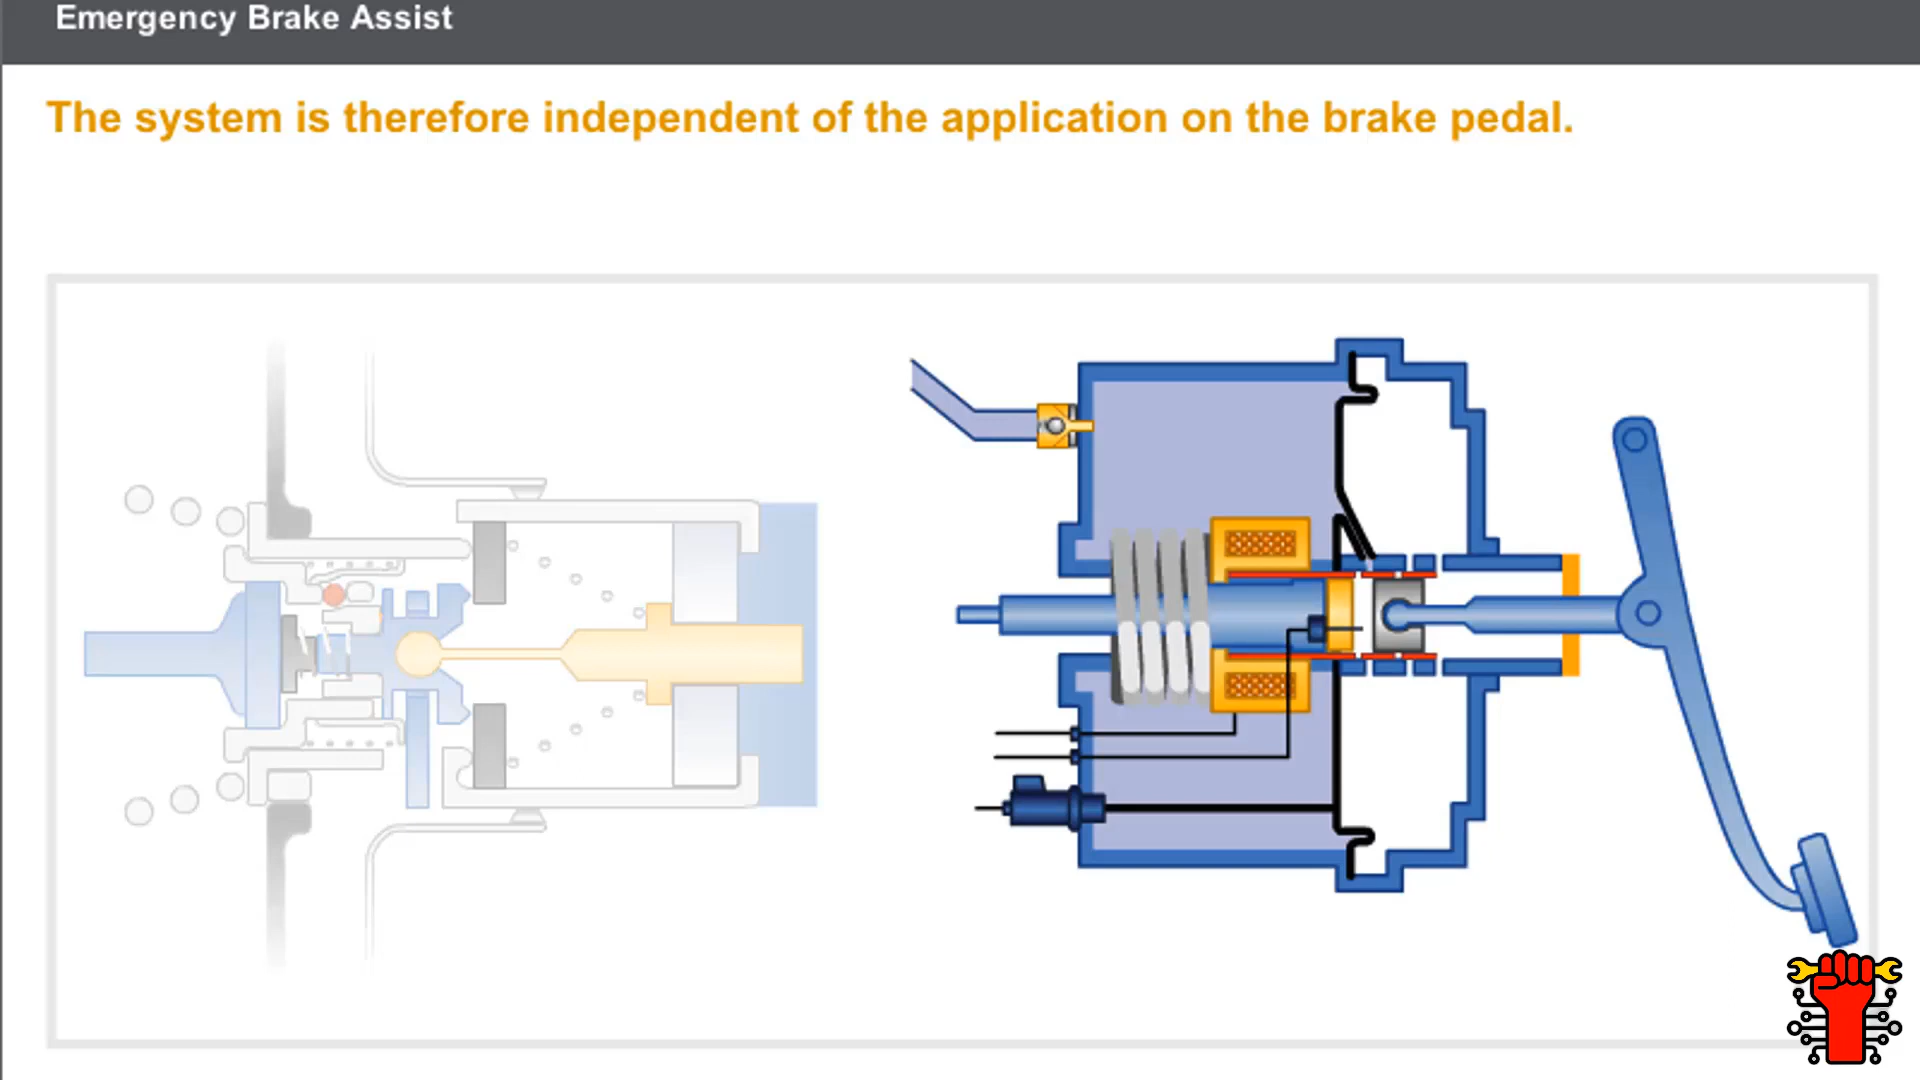 Emergency Brake Assist
The system is therefore independent of the application on the brake pedal.